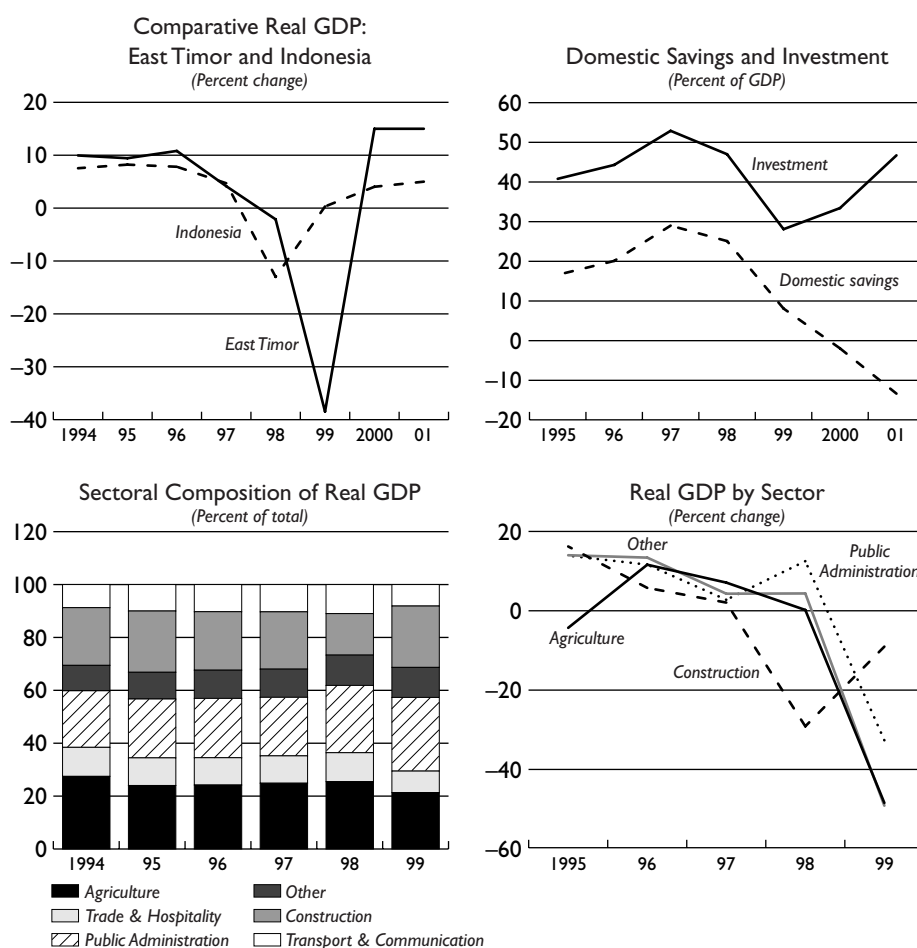 Comparative Real GDP:
East Timor and Indonesia
(Percent change)
20
10
0
−10
−20
−30
−40
Indonesia
East Timor
1994 95 96 97 98 99 2000 01
Domestic Savings and Investment
(Percent of GDP)
60
50
40
30
20
10
0
−10
−20
Investment
Domestic savings
1995 96 97 98 99 2000 01
Sectoral Composition of Real GDP
(Percent of total)
120
100
80
60
40
20
0
1994 95 96 97 98 99
Agriculture
Trade & Hospitality
Public Administration
Other
Construction
Transport & Communication
Real GDP by Sector
(Percent change)
20
0
−20
−40
−60
Other
Public
Administration
Agriculture
Construction
1995 96 97 98 99